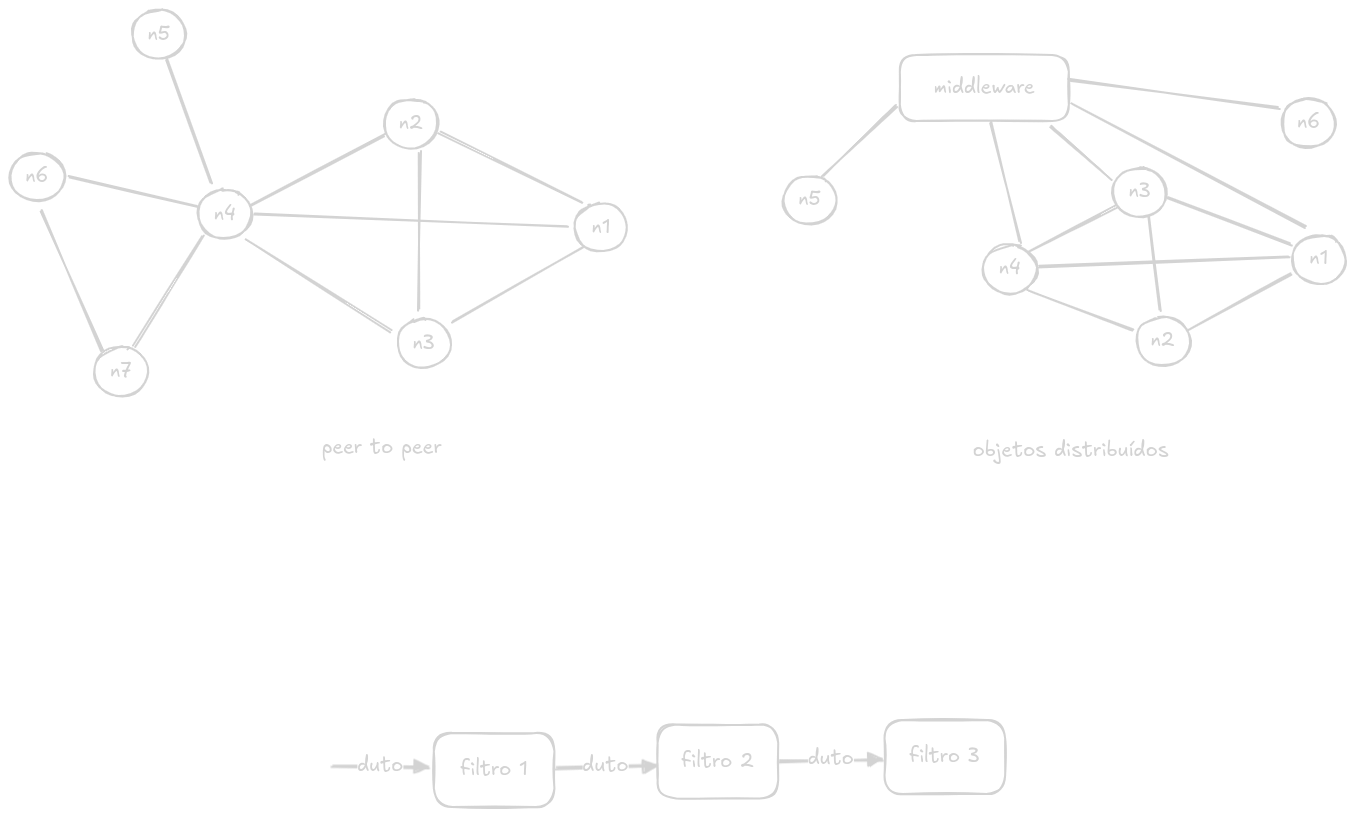 n5
n2
n6
n4
n1
n3
n7
peer to peer
middleware
n6
n5
n3
n4
n1
n2
objetos distribuídos
duto
filtro 1
duto
filtro 2
duto
filtro 3